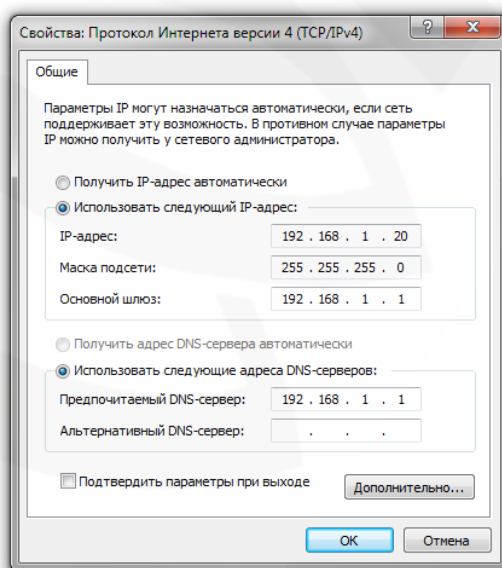 Свойства: Протокол Интернета версии 4 (TCP/IPv4)
?
Общие
Параметры IP могут назначаться автоматически, если сеть
поддерживает эту возможность. В противном случае параметры
IP можно получить у сетевого администратора.
Получить IP-адрес автоматически
Использовать следующий IP-адрес:
IP-адрес: 192 . 168 . 1 . 20
Маска подсети: 255 . 255 . 255 . 0
Основной шлюз: 192 . 168 . 1 . 1
Получить адрес DNS-сервера автоматически
Использовать следующие адреса DNS-серверов:
Предпочитаемый DNS-сервер: 192 . 168 . 1 . 1
Альтернативный DNS-сервер: . . .
Подтвердить параметры при выходе
Дополнительно...
ОК Отмена